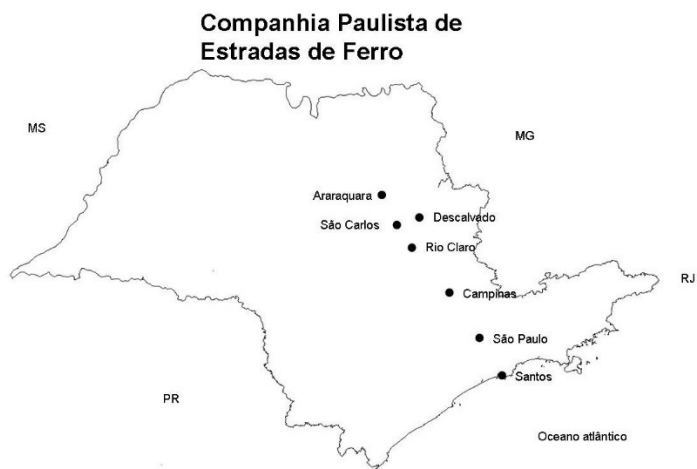 Companhia Paulista de
Estradas de Ferro
MS
MG
Araraquara
Descalvado
São Carlos
Rio Claro
RJ
Campinas
São Paulo
Santos
PR
Oceano atlântico